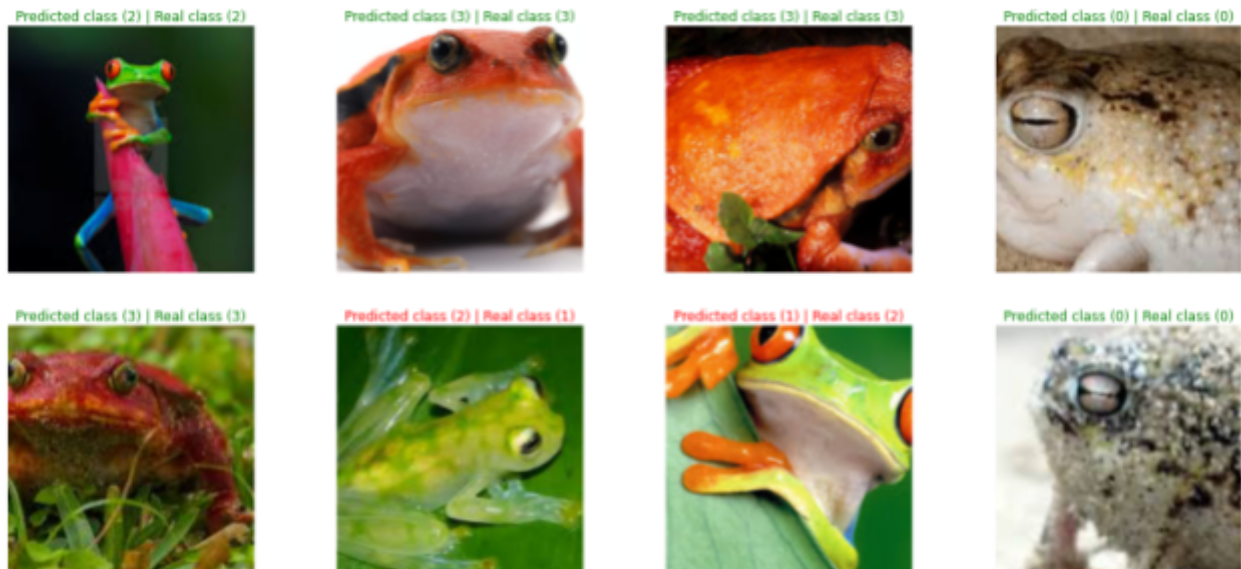 Predicted class (2) | Real class (2)
Predicted class (3) | Real class (3)
Predicted class (3) | Real class (3)
Predicted class (0) | Real class (0)
Predicted class (3) | Real class (3)
Predicted class (2) | Real class (1)
Predicted class (1) | Real class (2)
Predicted class (0) | Real class (0)